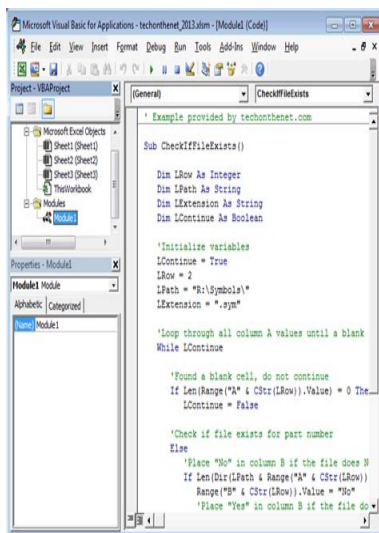 Microsoft Visual Basic for Applications - techonthenet_2013.xlsm - [Module1 (Code)]
File Edit View Insert Format Debug Run Tools Add-Ins Window Help
Project - VBAProject
Microsoft Excel Objects
Sheet1 (Sheet1)
Sheet2 (Sheet2)
Sheet3 (Sheet3)
ThisWorkbook
Modules
Module1
Properties - Module1
Module1 Module
Alphabetic Categorized
(Name) Module1
(General) CheckIfFileExists
' Example provided by techonthenet.com
Sub CheckIfFileExists()
Dim LRow As Integer
Dim LPath As String
Dim LExtension As String
Dim LContinue As Boolean
'Initialize variables
LContinue = True
LRow = 2
LPath = "R:\Symbols\"
LExtension = ".sym"
'Loop through all column A values until a blank
While LContinue
'Found a blank cell, do not continue
If Len(Range("A" & CStr(LRow)).Value) = 0 The
LContinue = False
'Check if file exists for part number
Else
'Place "No" in column B if the file does N
If Len(Dir(LPath & Range("A" & CStr(LRow))
Range("B" & CStr(LRow)).Value = "No"
'Place "Yes" in column B if the file do